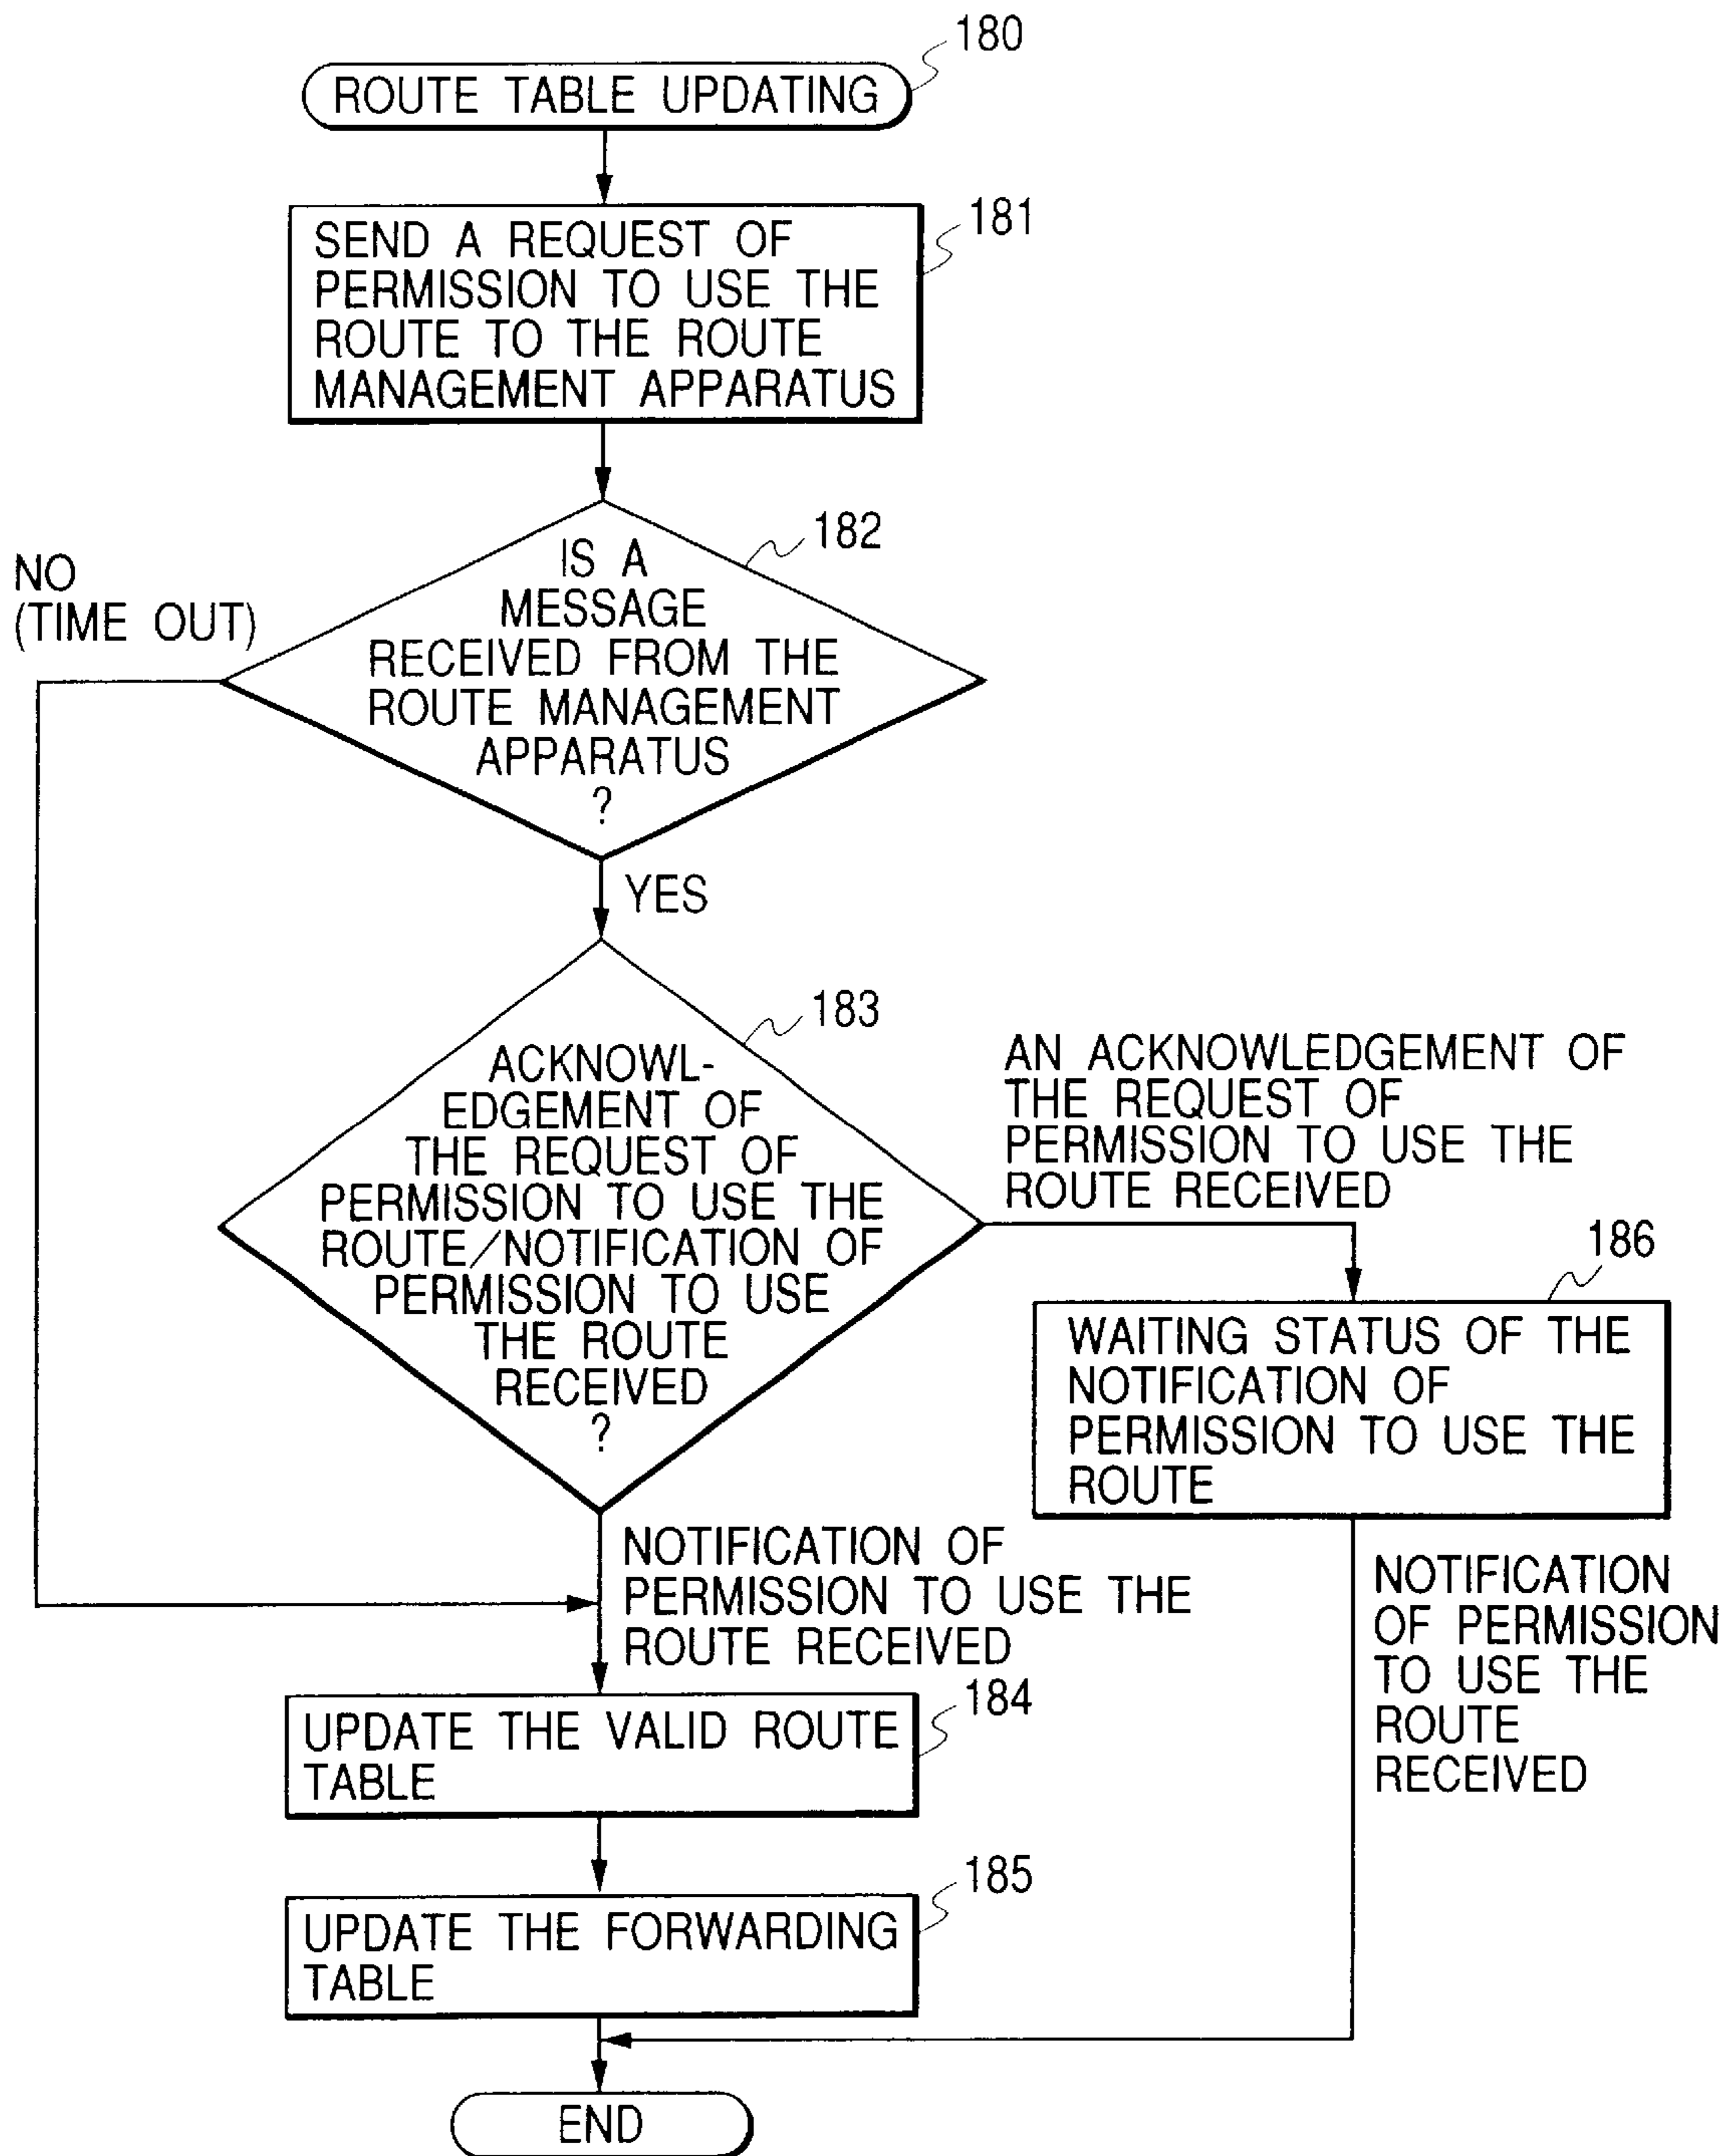 180
ROUTE TABLE UPDATING
181
SEND A REQUEST OF
PERMISSION TO USE THE
ROUTE TO THE ROUTE
MANAGEMENT APPARATUS
182
NO
(TIME OUT)
IS A
MESSAGE
RECEIVED FROM THE
ROUTE MANAGEMENT
APPARATUS
?
YES
183
ACKNOWL-
EDGEMENT OF
THE REQUEST OF
PERMISSION TO USE THE
ROUTE/NOTIFICATION OF
PERMISSION TO USE
THE ROUTE
RECEIVED
?
AN ACKNOWLEDGEMENT OF
THE REQUEST OF
PERMISSION TO USE THE
ROUTE RECEIVED
186
WAITING STATUS OF THE
NOTIFICATION OF
PERMISSION TO USE THE
ROUTE
NOTIFICATION OF
PERMISSION TO USE THE
ROUTE RECEIVED
NOTIFICATION
OF PERMISSION
TO USE THE
ROUTE
RECEIVED
184
UPDATE THE VALID ROUTE
TABLE
185
UPDATE THE FORWARDING
TABLE
END